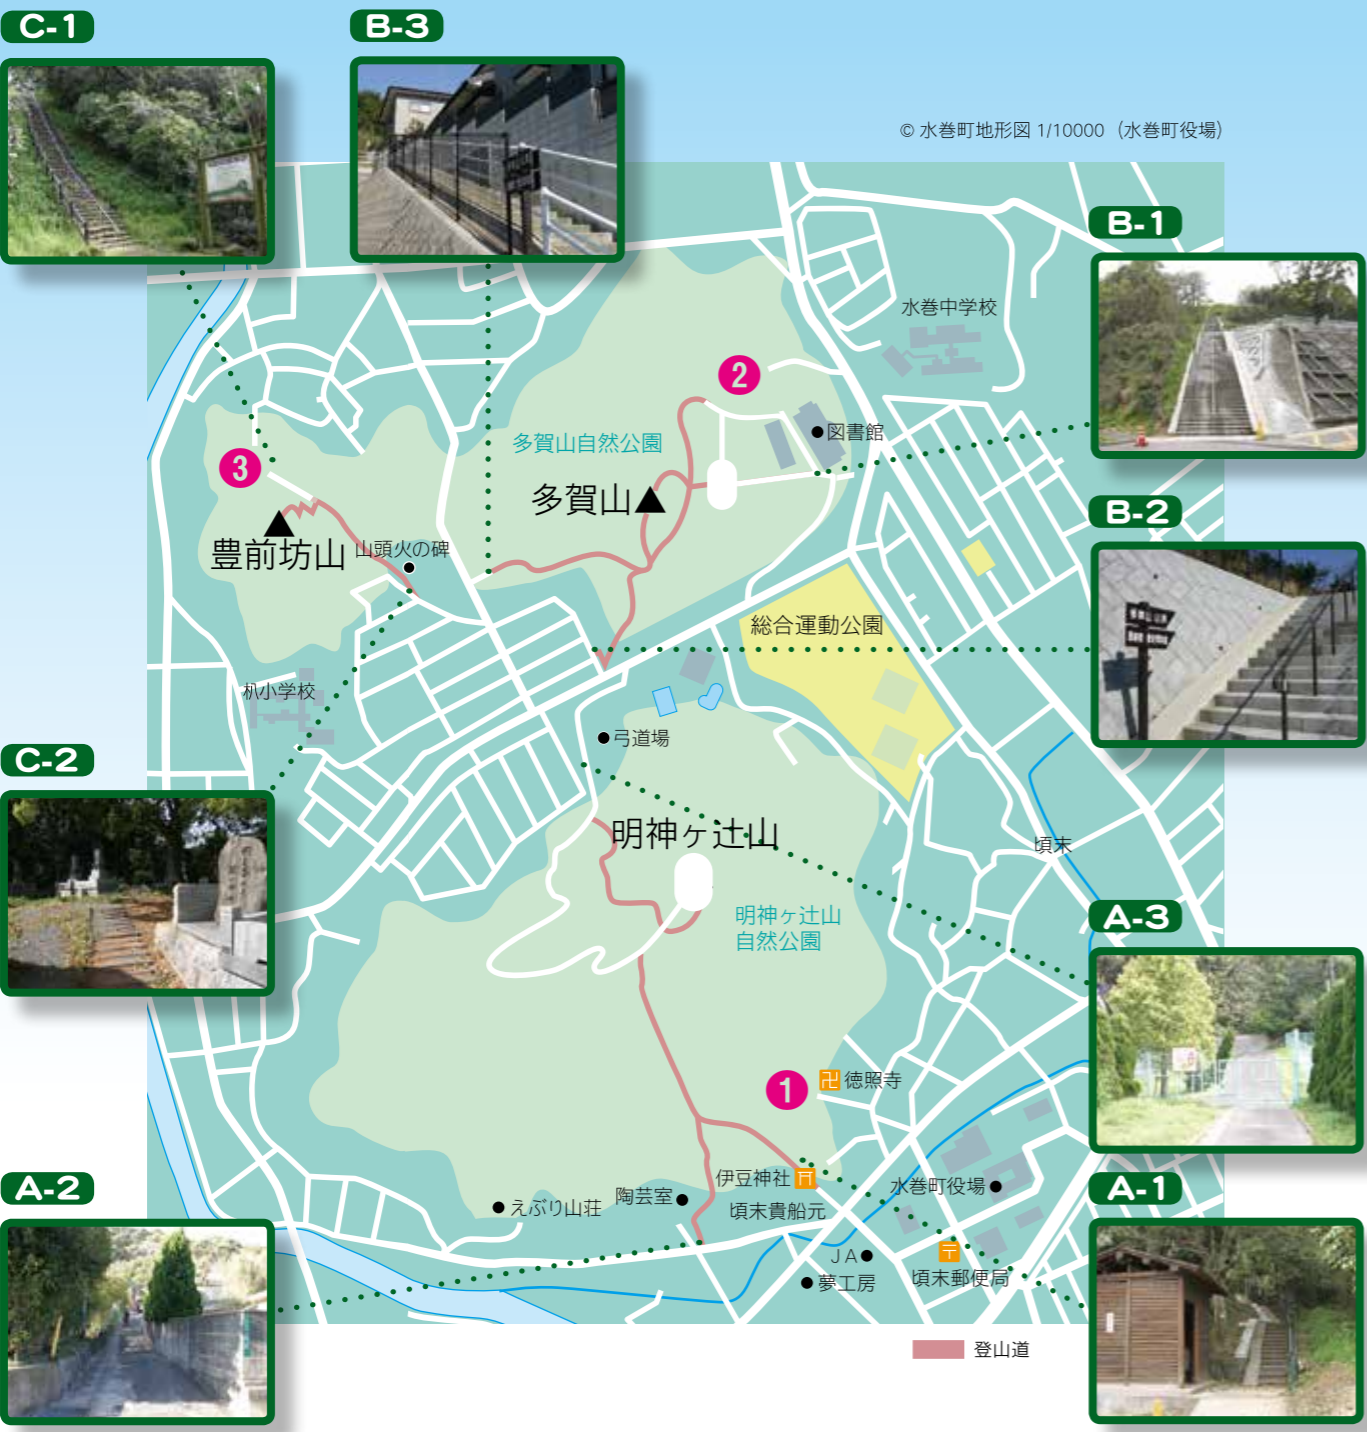 C-1
B-3
© 水巻町地形図 1/10000（水巻町役場）
B-1
水巻中学校
2
図書館
多賀山自然公園
3
多賀山
B-2
豊前坊山
山頭火の碑
総合運動公園
杁小学校
弓道場
C-2
明神ヶ辻山
頃末
明神ヶ辻山
自然公園
A-3
1
卍 徳照寺
A-2
伊豆神社
水巻町役場
A-1
えぶり山荘
陶芸室
頃末貴船元
JA
〒
頃末郵便局
夢工房
登山道